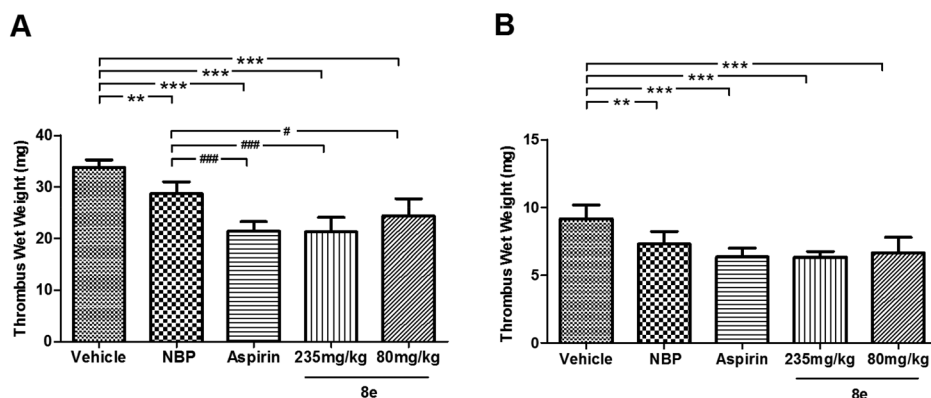 A
***
***
***
**
#
###
###
Thrombus Wet Weight (mg)
40
30
20
10
0
Vehicle NBP Aspirin 235mg/kg 80mg/kg
8e
B
***
***
***
**
Thrombus Wet Weight (mg)
15
10
5
0
Vehicle NBP Aspirin 235mg/kg 80mg/kg
8e